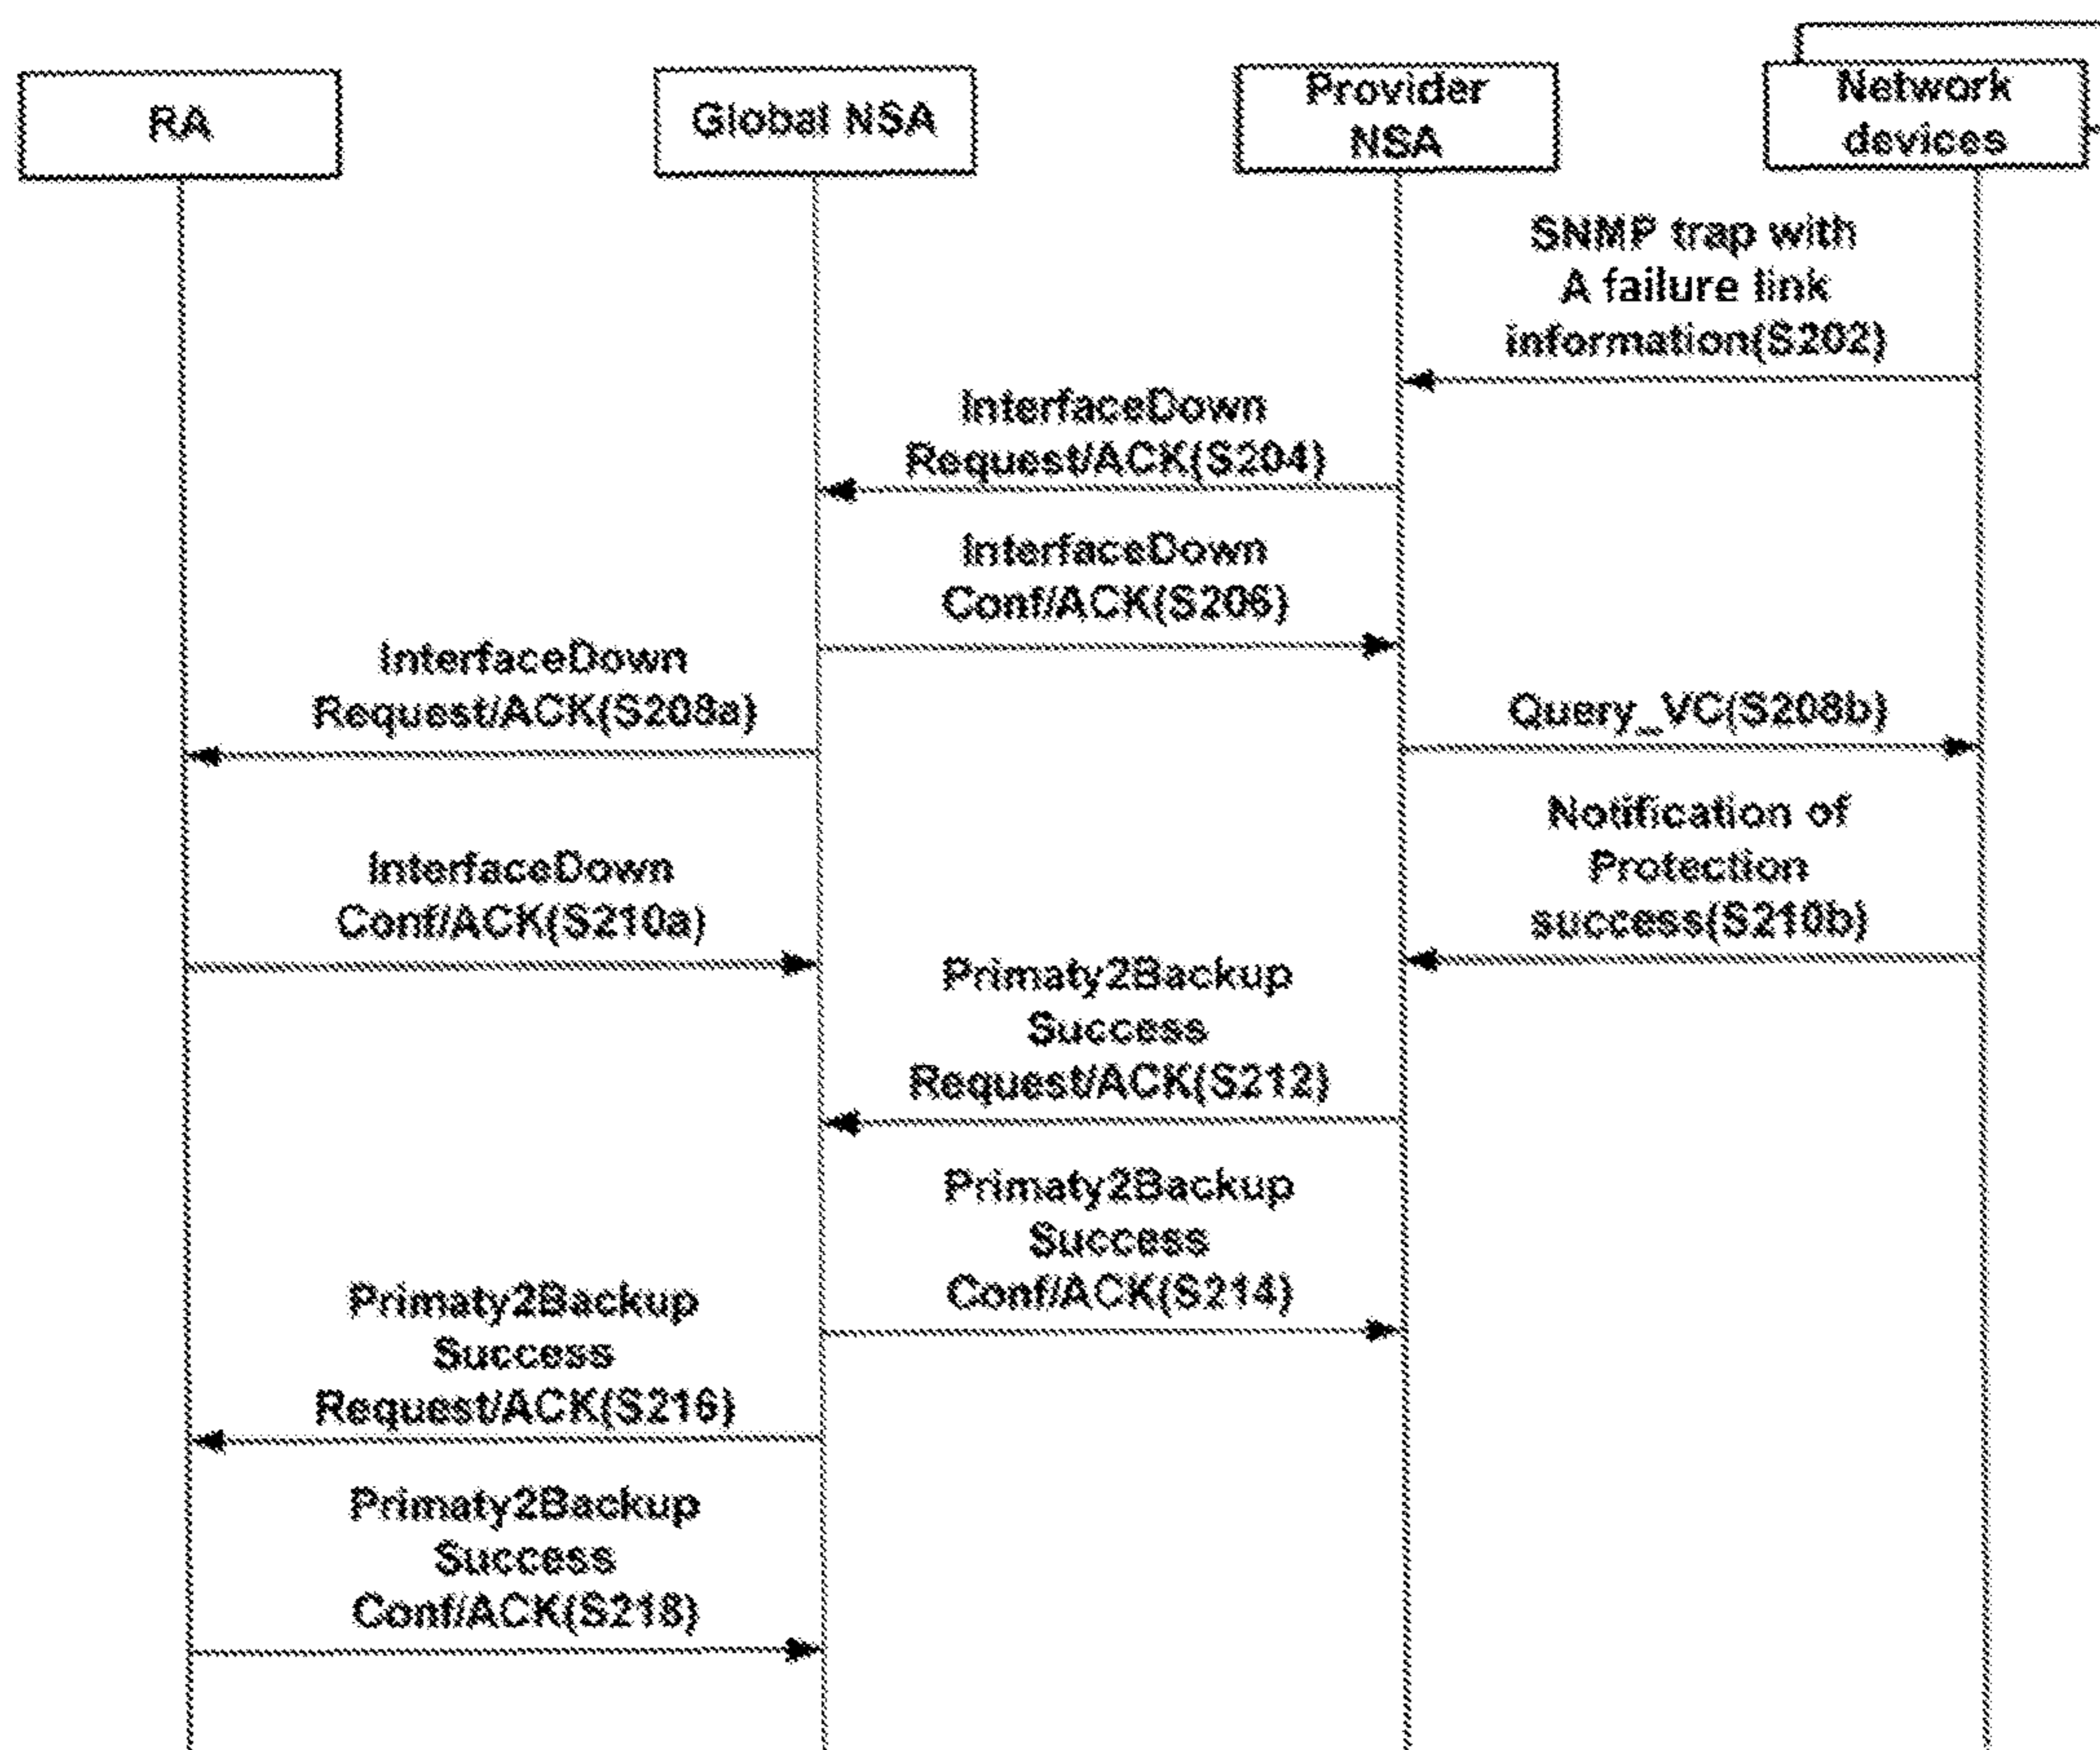 RA
Global NSA
Provider
NSA
Network
devices
SNMP trap with
A failure link
information(S202)
InterfaceDown
Request/ACK(S204)
InterfaceDown
Conf/ACK(S206)
InterfaceDown
Request/ACK(S208a)
Query_VC(S208b)
Notification of
Protection
success(S210b)
InterfaceDown
Conf/ACK(S210a)
Primaty2Backup
Success
Request/ACK(S212)
Primaty2Backup
Success
Conf/ACK(S214)
Primaty2Backup
Success
Request/ACK(S216)
Primaty2Backup
Success
Conf/ACK(S218)